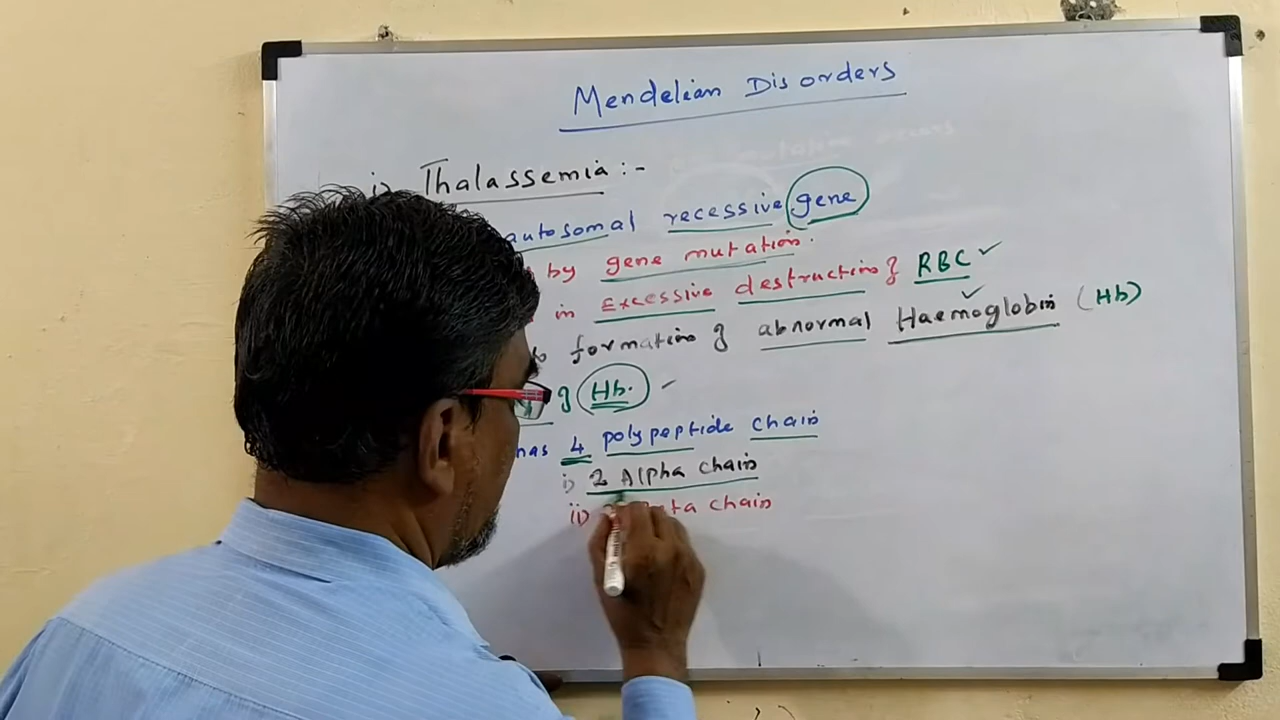 Mendelian Disorders
i) Thalassemia :-
autosomal recessive gene
by gene mutation.
in Excessive destruction of RBC ✓
to formation of abnormal Haemoglobin (Hb)
of Hb.
has 4 polypeptide chain
i) 2 Alpha chain
ii) chain